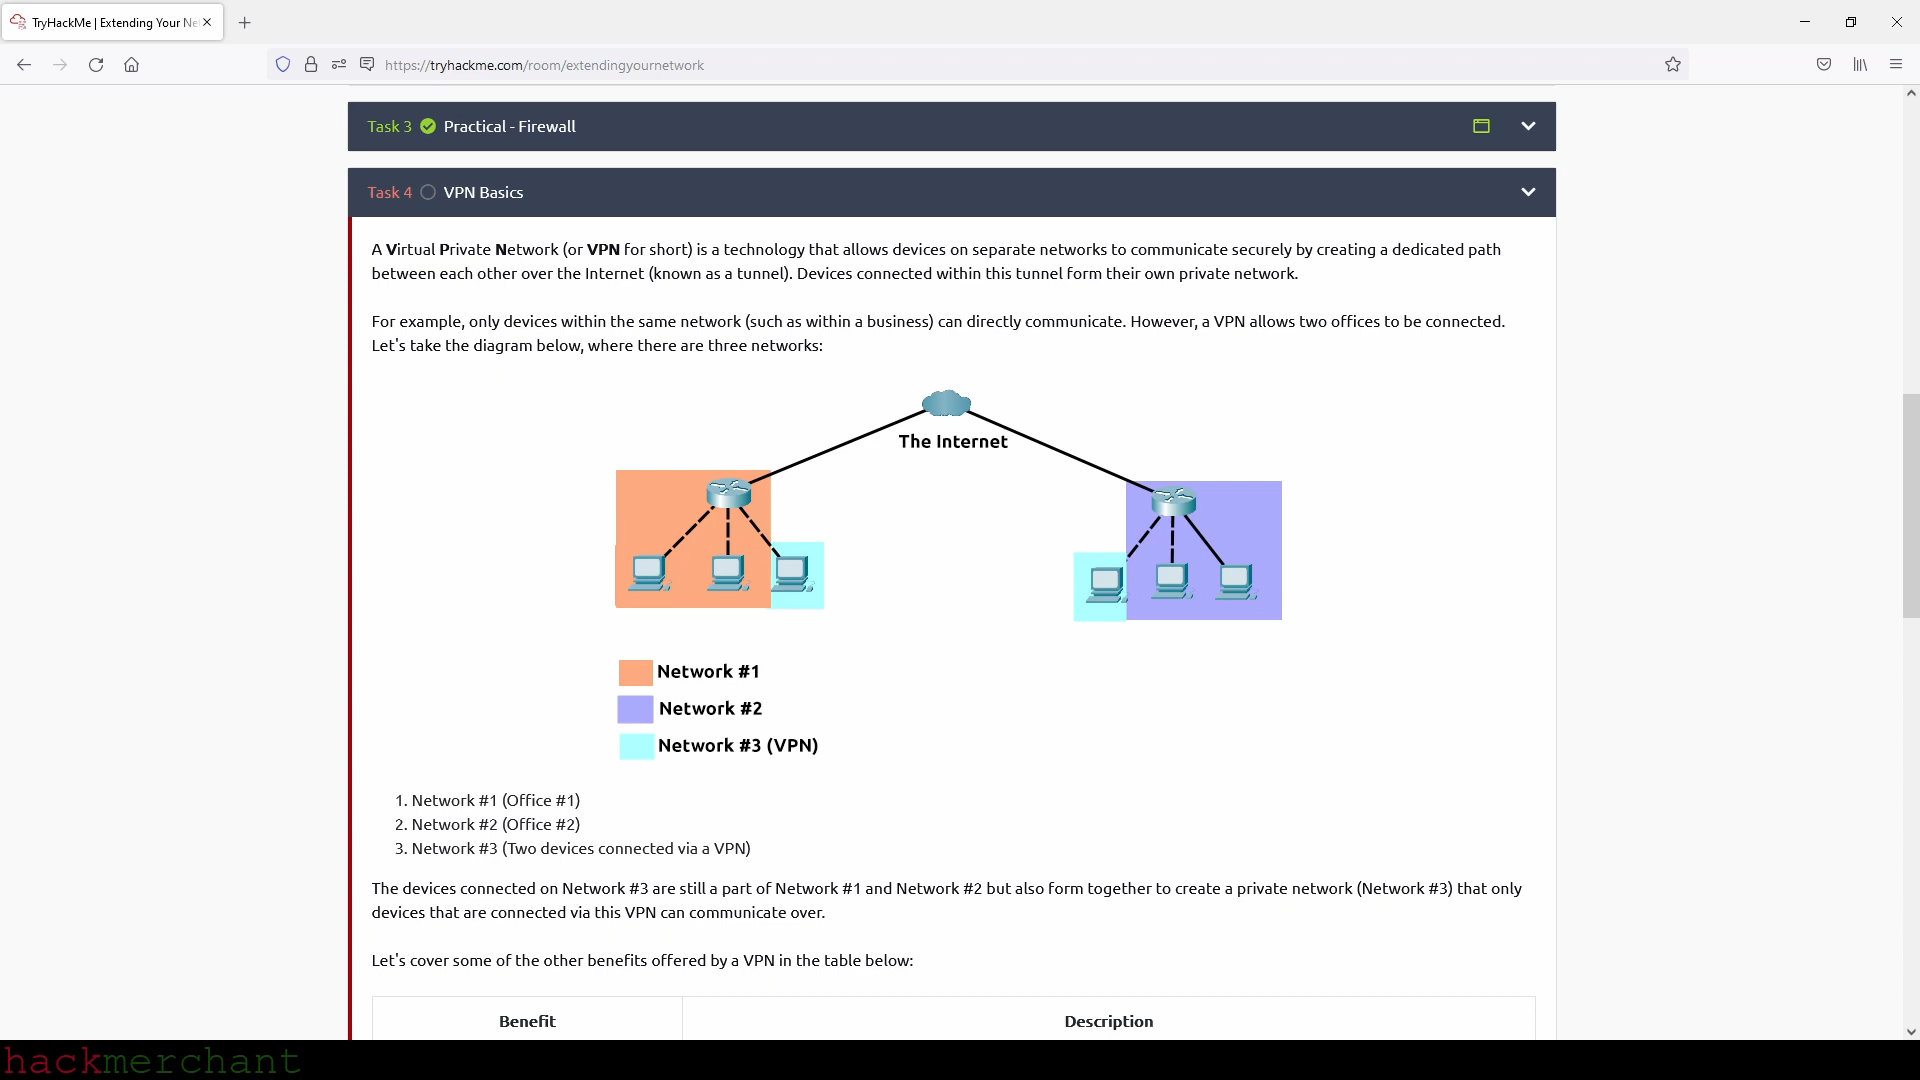 TryHackMe | Extending Your Ne
https://tryhackme.com/room/extendingyournetwork
Task 3 Practical - Firewall
Task 4 VPN Basics
A Virtual Private Network (or VPN for short) is a technology that allows devices on separate networks to communicate securely by creating a dedicated path
between each other over the Internet (known as a tunnel). Devices connected within this tunnel form their own private network.
For example, only devices within the same network (such as within a business) can directly communicate. However, a VPN allows two offices to be connected.
Let's take the diagram below, where there are three networks:
The Internet
Network #1
Network #2
Network #3 (VPN)
1. Network #1 (Office #1)
2. Network #2 (Office #2)
3. Network #3 (Two devices connected via a VPN)
The devices connected on Network #3 are still a part of Network #1 and Network #2 but also form together to create a private network (Network #3) that only
devices that are connected via this VPN can communicate over.
Let's cover some of the other benefits offered by a VPN in the table below:
Benefit Description
hackmerchant